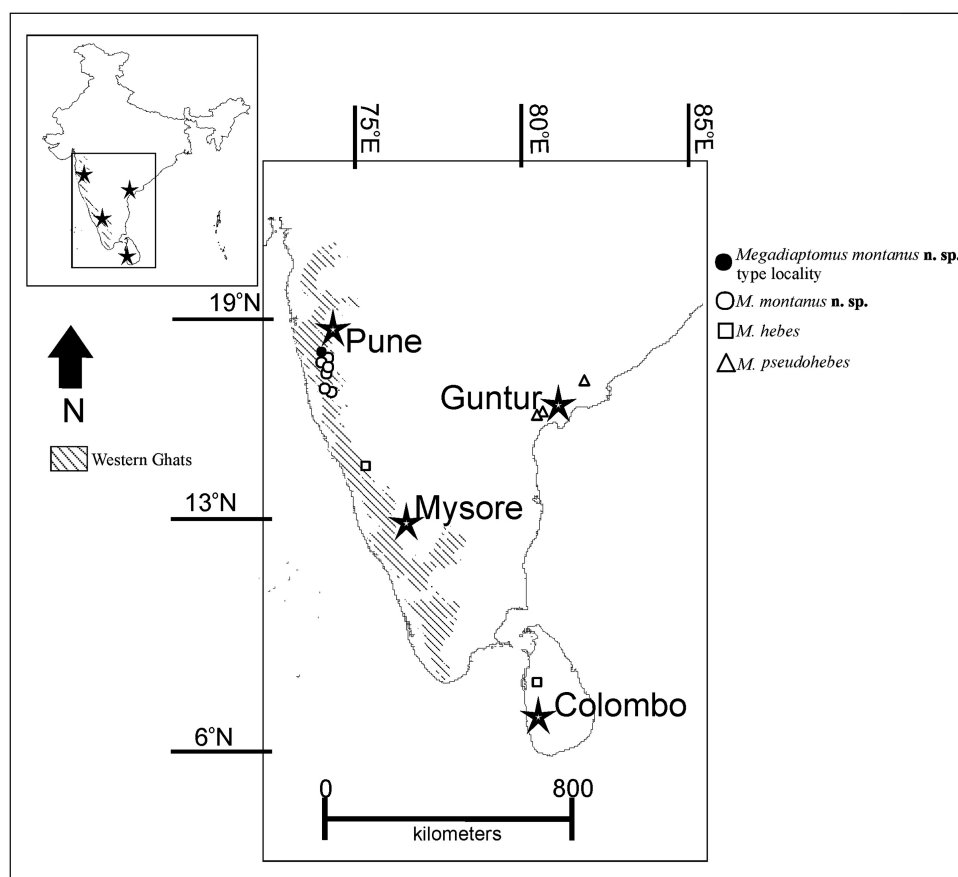 75°E
80°E
85°E
Megadiaptomus montanus n. sp.
type locality
M. montanus n. sp.
M. hebes
M. pseudohebes
19°N
Pune
N
Guntur
Western Ghats
13°N
Mysore
Colombo
6°N
0 800
kilometers